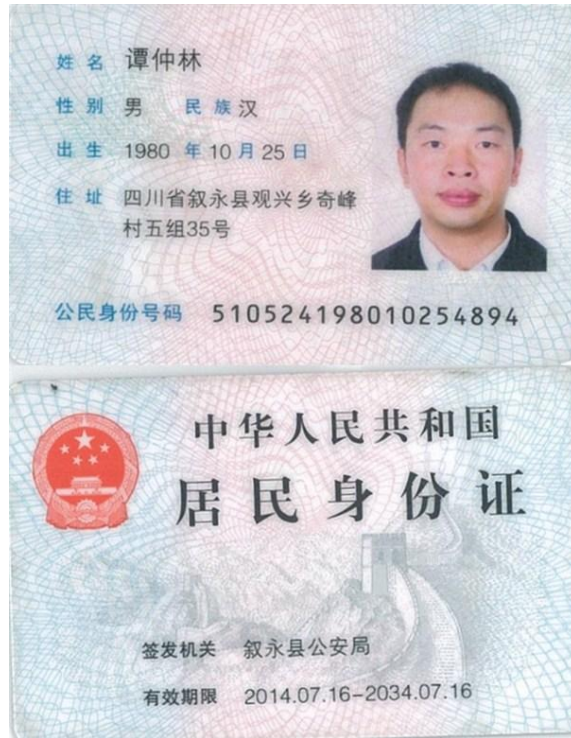 姓名 谭仲林
性别 男 民族 汉
出生 1980 年 10 月 25 日
住址 四川省叙永县观兴乡奇峰
村五组35号
公民身份号码 510524198010254894
中华人民共和国
居民身份证
签发机关 叙永县公安局
有效期限 2014.07.16-2034.07.16